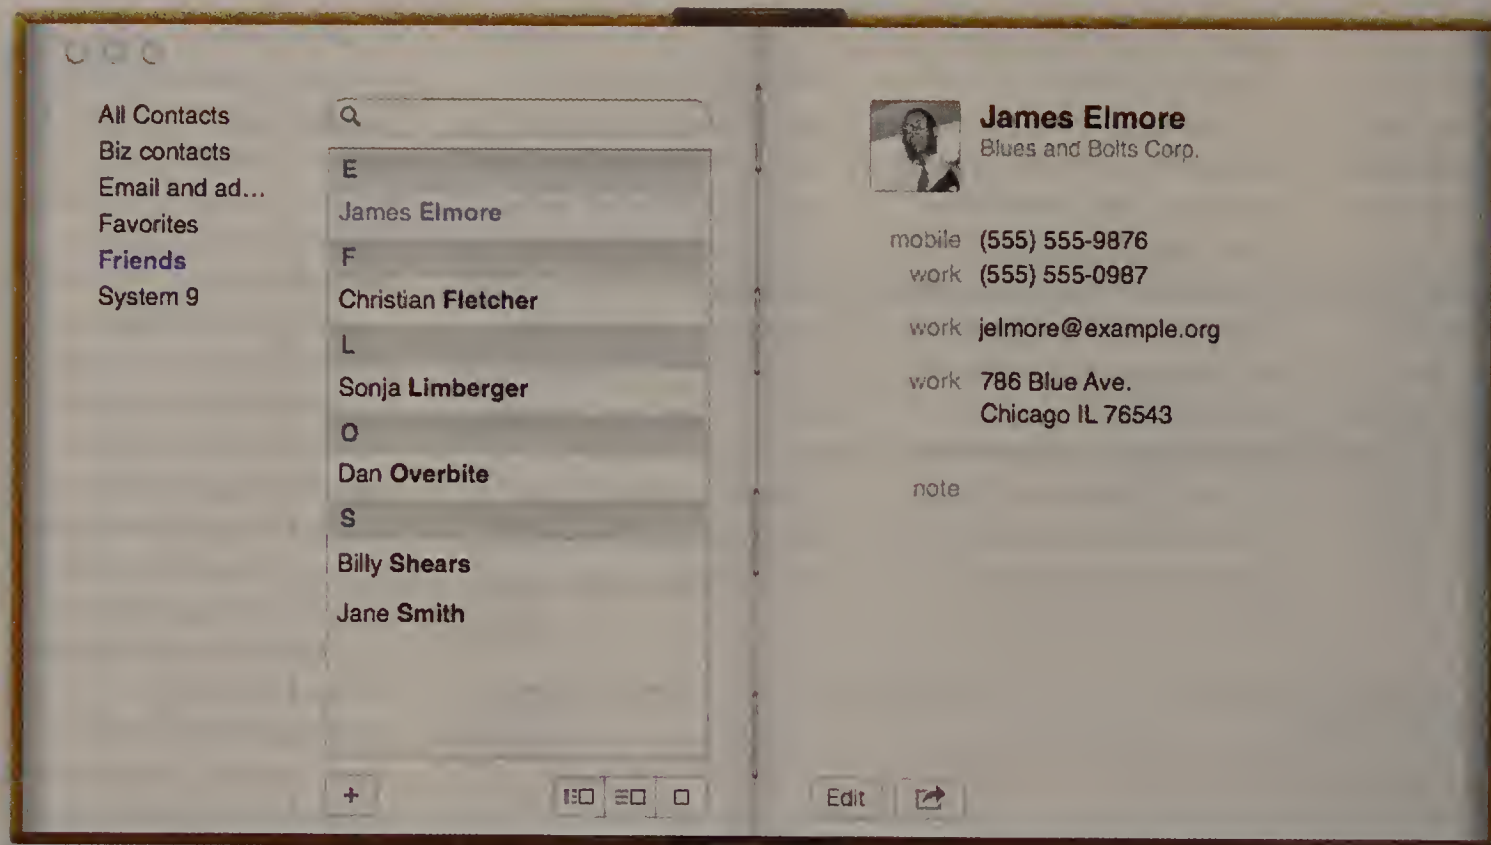 All Contacts
Biz contacts
Email and ad...
Favorites
Friends
System 9
E
James Elmore
F
Christian Fletcher
L
Sonja Limberger
O
Dan Overbite
S
Billy Shears
Jane Smith
James Elmore
Blues and Bolts Corp.
mobile (555) 555-9876
work (555) 555-0987
work jelmore@example.org
work 786 Blue Ave.
Chicago IL 76543
note
Edit